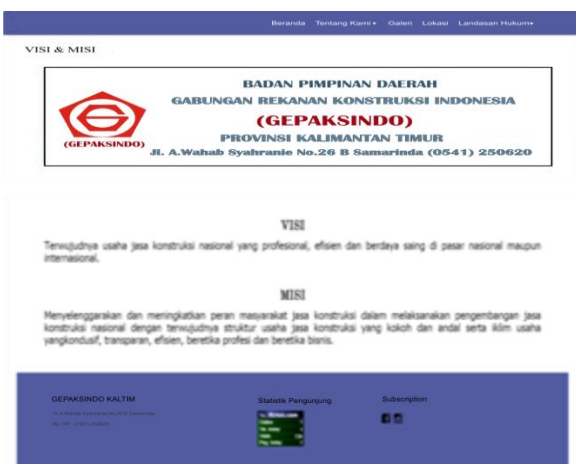 Beranda Tentang Kami Galeri Lokasi Landasan Hukum
VISI & MISI
BADAN PIMPINAN DAERAH
GABUNGAN REKANAN KONSTRUKSI INDONESIA
(GEPAKSINDO)
PROVINSI KALIMANTAN TIMUR
(GEPAKSINDO)
Jl. A.Wahab Syahranie No.26 B Samarinda (0541) 250620
VISI
Terwujudnya usaha jasa konstruksi nasional yang profesional, efisien dan berdaya saing di pasar nasional maupun
internasional.
MISI
Menyelenggarakan dan meningkatkan peran masyarakat jasa konstruksi dalam melaksanakan pengembangan jasa
konstruksi nasional dengan terwujudnya struktur usaha jasa konstruksi yang kokoh dan andal serta iklim usaha
yangkondusif, transparan, efisien, beretika profesi dan beretika bisnis.
GEPAKSINDO KALTIM
Statistik Pengunjung
Subscription